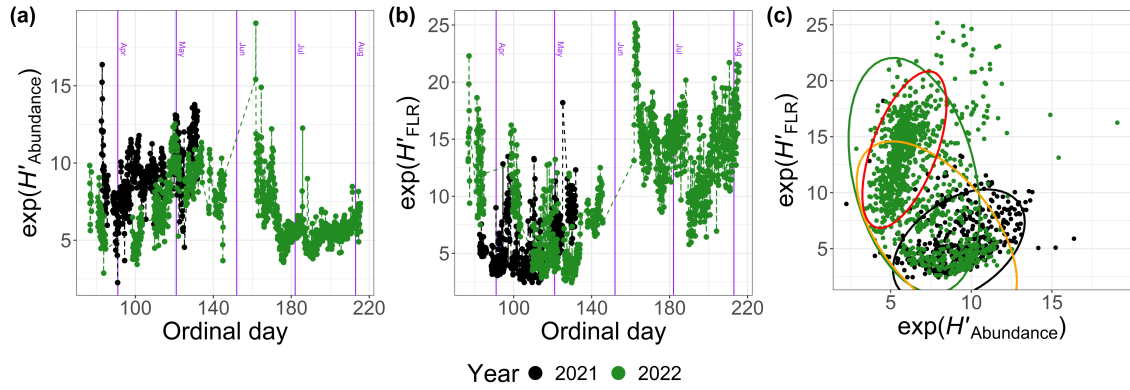 (a)
exp(H′Abundance)
15
10
5
Apr
May
Jun
Jul
Aug
100
140
180
220
Ordinal day
(b)
exp(H′FLR)
25
20
15
10
5
Apr
May
Jun
Jul
Aug
100
140
180
220
Ordinal day
(c)
exp(H′FLR)
25
20
15
10
5
5
10
15
exp(H′Abundance)
Year
2021
2022